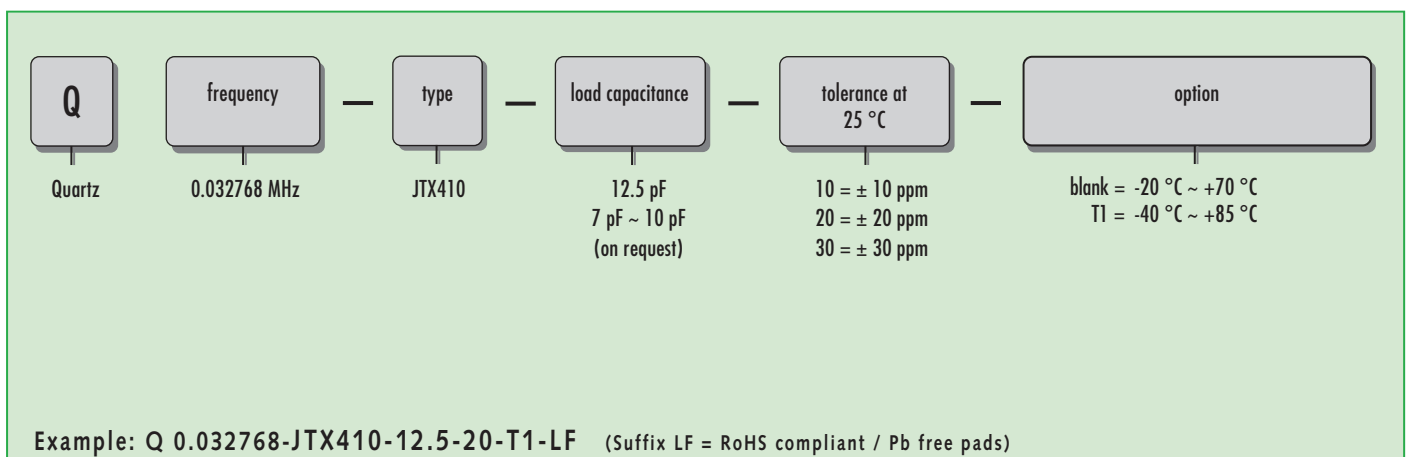 Q
frequency
—
type
—
load capacitance
—
tolerance at
25 °C
—
option
Quartz
0.032768 MHz
JTX410
12.5 pF
7 pF ~ 10 pF
(on request)
10 = ± 10 ppm
20 = ± 20 ppm
30 = ± 30 ppm
blank = -20 °C ~ +70 °C
T1 = -40 °C ~ +85 °C
Example: Q 0.032768-JTX410-12.5-20-T1-LF (Suffix LF = RoHS compliant / Pb free pads)